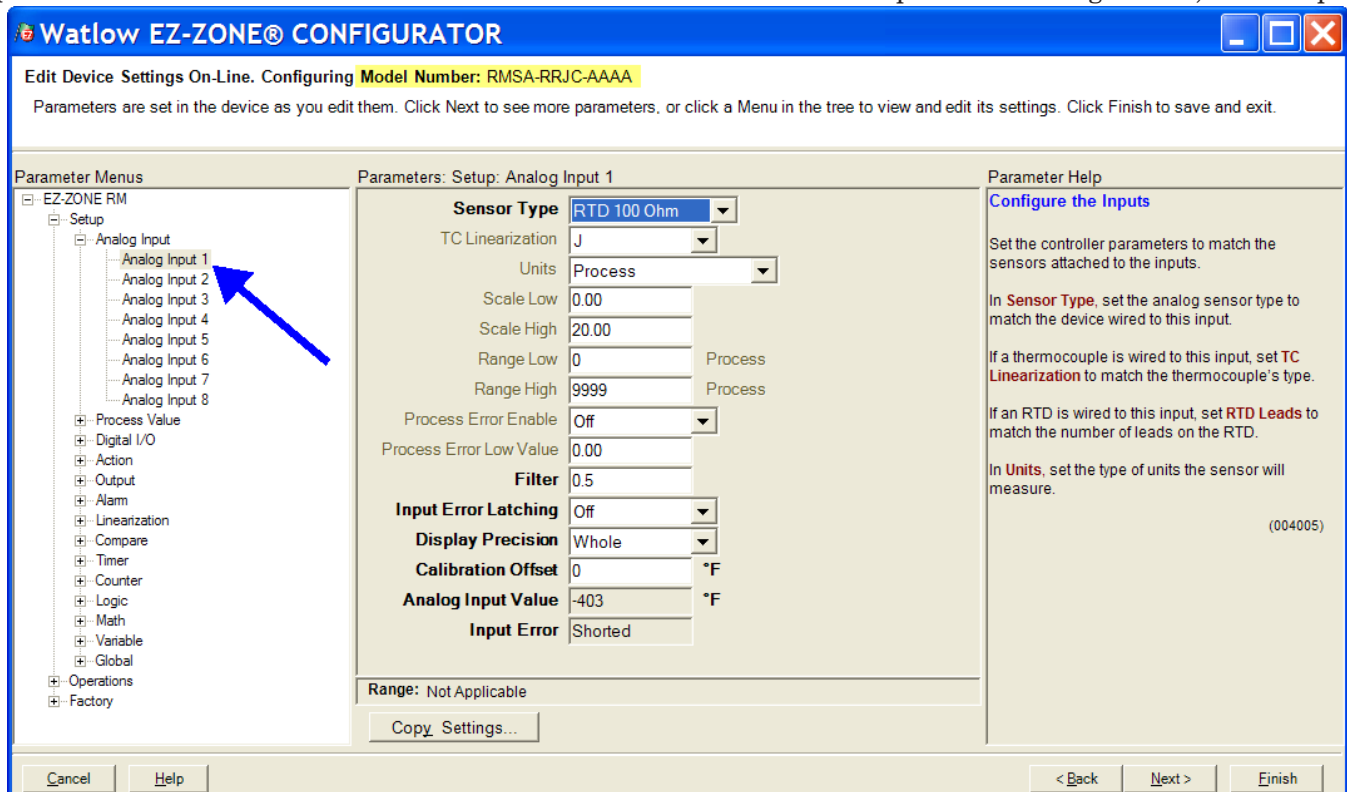 Watlow EZ-ZONE® CONFIGURATOR
Edit Device Settings On-Line. Configuring Model Number: RMSA-RRJC-AAAA
Parameters are set in the device as you edit them. Click Next to see more parameters, or click a Menu in the tree to view and edit its settings. Click Finish to save and exit.
Parameter Menus
EZ-ZONE RM
Setup
Analog Input
Analog Input 1
Analog Input 2
Analog Input 3
Analog Input 4
Analog Input 5
Analog Input 6
Analog Input 7
Analog Input 8
Process Value
Digital I/O
Action
Output
Alarm
Linearization
Compare
Timer
Counter
Logic
Math
Variable
Global
Operations
Factory
Parameters: Setup: Analog Input 1
Sensor Type RTD 100 Ohm
TC Linearization J
Units Process
Scale Low 0.00
Scale High 20.00
Range Low 0 Process
Range High 9999 Process
Process Error Enable Off
Process Error Low Value 0.00
Filter 0.5
Input Error Latching Off
Display Precision Whole
Calibration Offset 0 °F
Analog Input Value -403 °F
Input Error Shorted
Range: Not Applicable
Copy Settings...
Parameter Help
Configure the Inputs
Set the controller parameters to match the
sensors attached to the inputs.
In Sensor Type, set the analog sensor type to
match the device wired to this input.
If a thermocouple is wired to this input, set TC
Linearization to match the thermocouple's type.
If an RTD is wired to this input, set RTD Leads to
match the number of leads on the RTD.
In Units, set the type of units the sensor will
measure.
(004005)
Cancel
Help
< Back
Next >
Finish